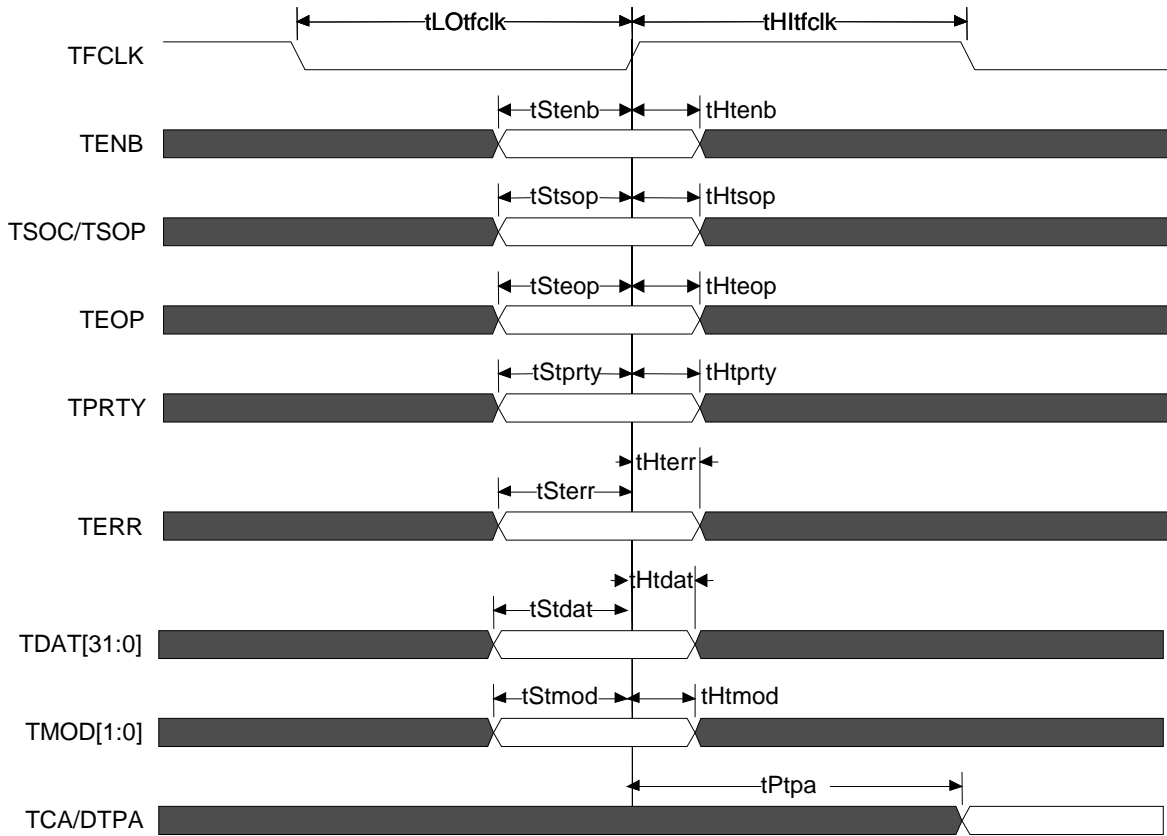 tLOtfclk tHItfclk
TFCLK
tStenb tHtenb
TENB
tStsop tHtsop
TSOC/TSOP
tSteop tHteop
TEOP
tStprty tHtprty
TPRTY
tHterr
tSterr
TERR
tHtdat
tStdat
TDAT[31:0]
tStmod tHtmod
TMOD[1:0]
tPtpa
TCA/DTPA